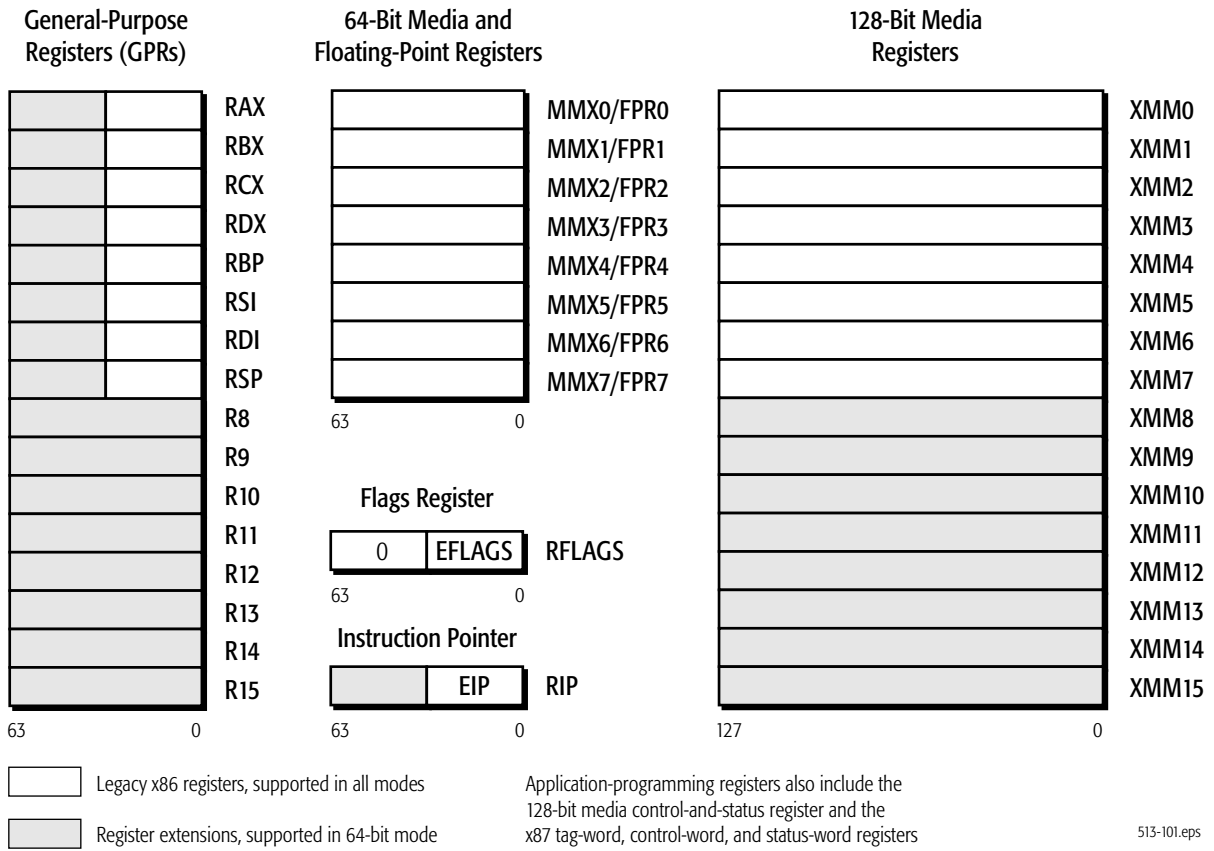 General-Purpose
Registers (GPRs)
RAX
RBX
RCX
RDX
RBP
RSI
RDI
RSP
R8
R9
R10
R11
R12
R13
R14
R15
63 0
64-Bit Media and
Floating-Point Registers
MMX0/FPR0
MMX1/FPR1
MMX2/FPR2
MMX3/FPR3
MMX4/FPR4
MMX5/FPR5
MMX6/FPR6
MMX7/FPR7
63 0
Flags Register
0 EFLAGS RFLAGS
63 0
Instruction Pointer
EIP RIP
63 0
128-Bit Media
Registers
XMM0
XMM1
XMM2
XMM3
XMM4
XMM5
XMM6
XMM7
XMM8
XMM9
XMM10
XMM11
XMM12
XMM13
XMM14
XMM15
127 0
Legacy x86 registers, supported in all modes
Register extensions, supported in 64-bit mode
Application-programming registers also include the
128-bit media control-and-status register and the
x87 tag-word, control-word, and status-word registers
513-101.eps